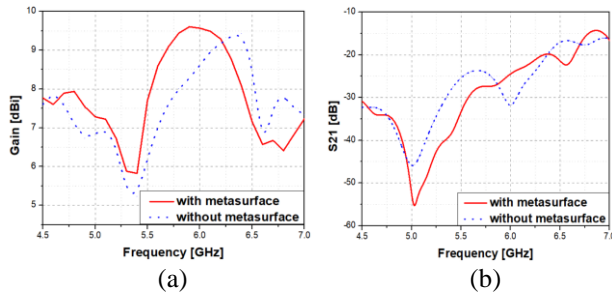 10
9
8
7
6
5
Gain [dBi]
with metasurface
without metasurface
4.5 5.0 5.5 6.0 6.5 7.0
Frequency [GHz]
(a)
-10
-20
-30
-40
-50
-60
S21 [dB]
with metasurface
without metasurface
4.5 5.0 5.5 6.0 6.5 7.0
Frequency [GHz]
(b)